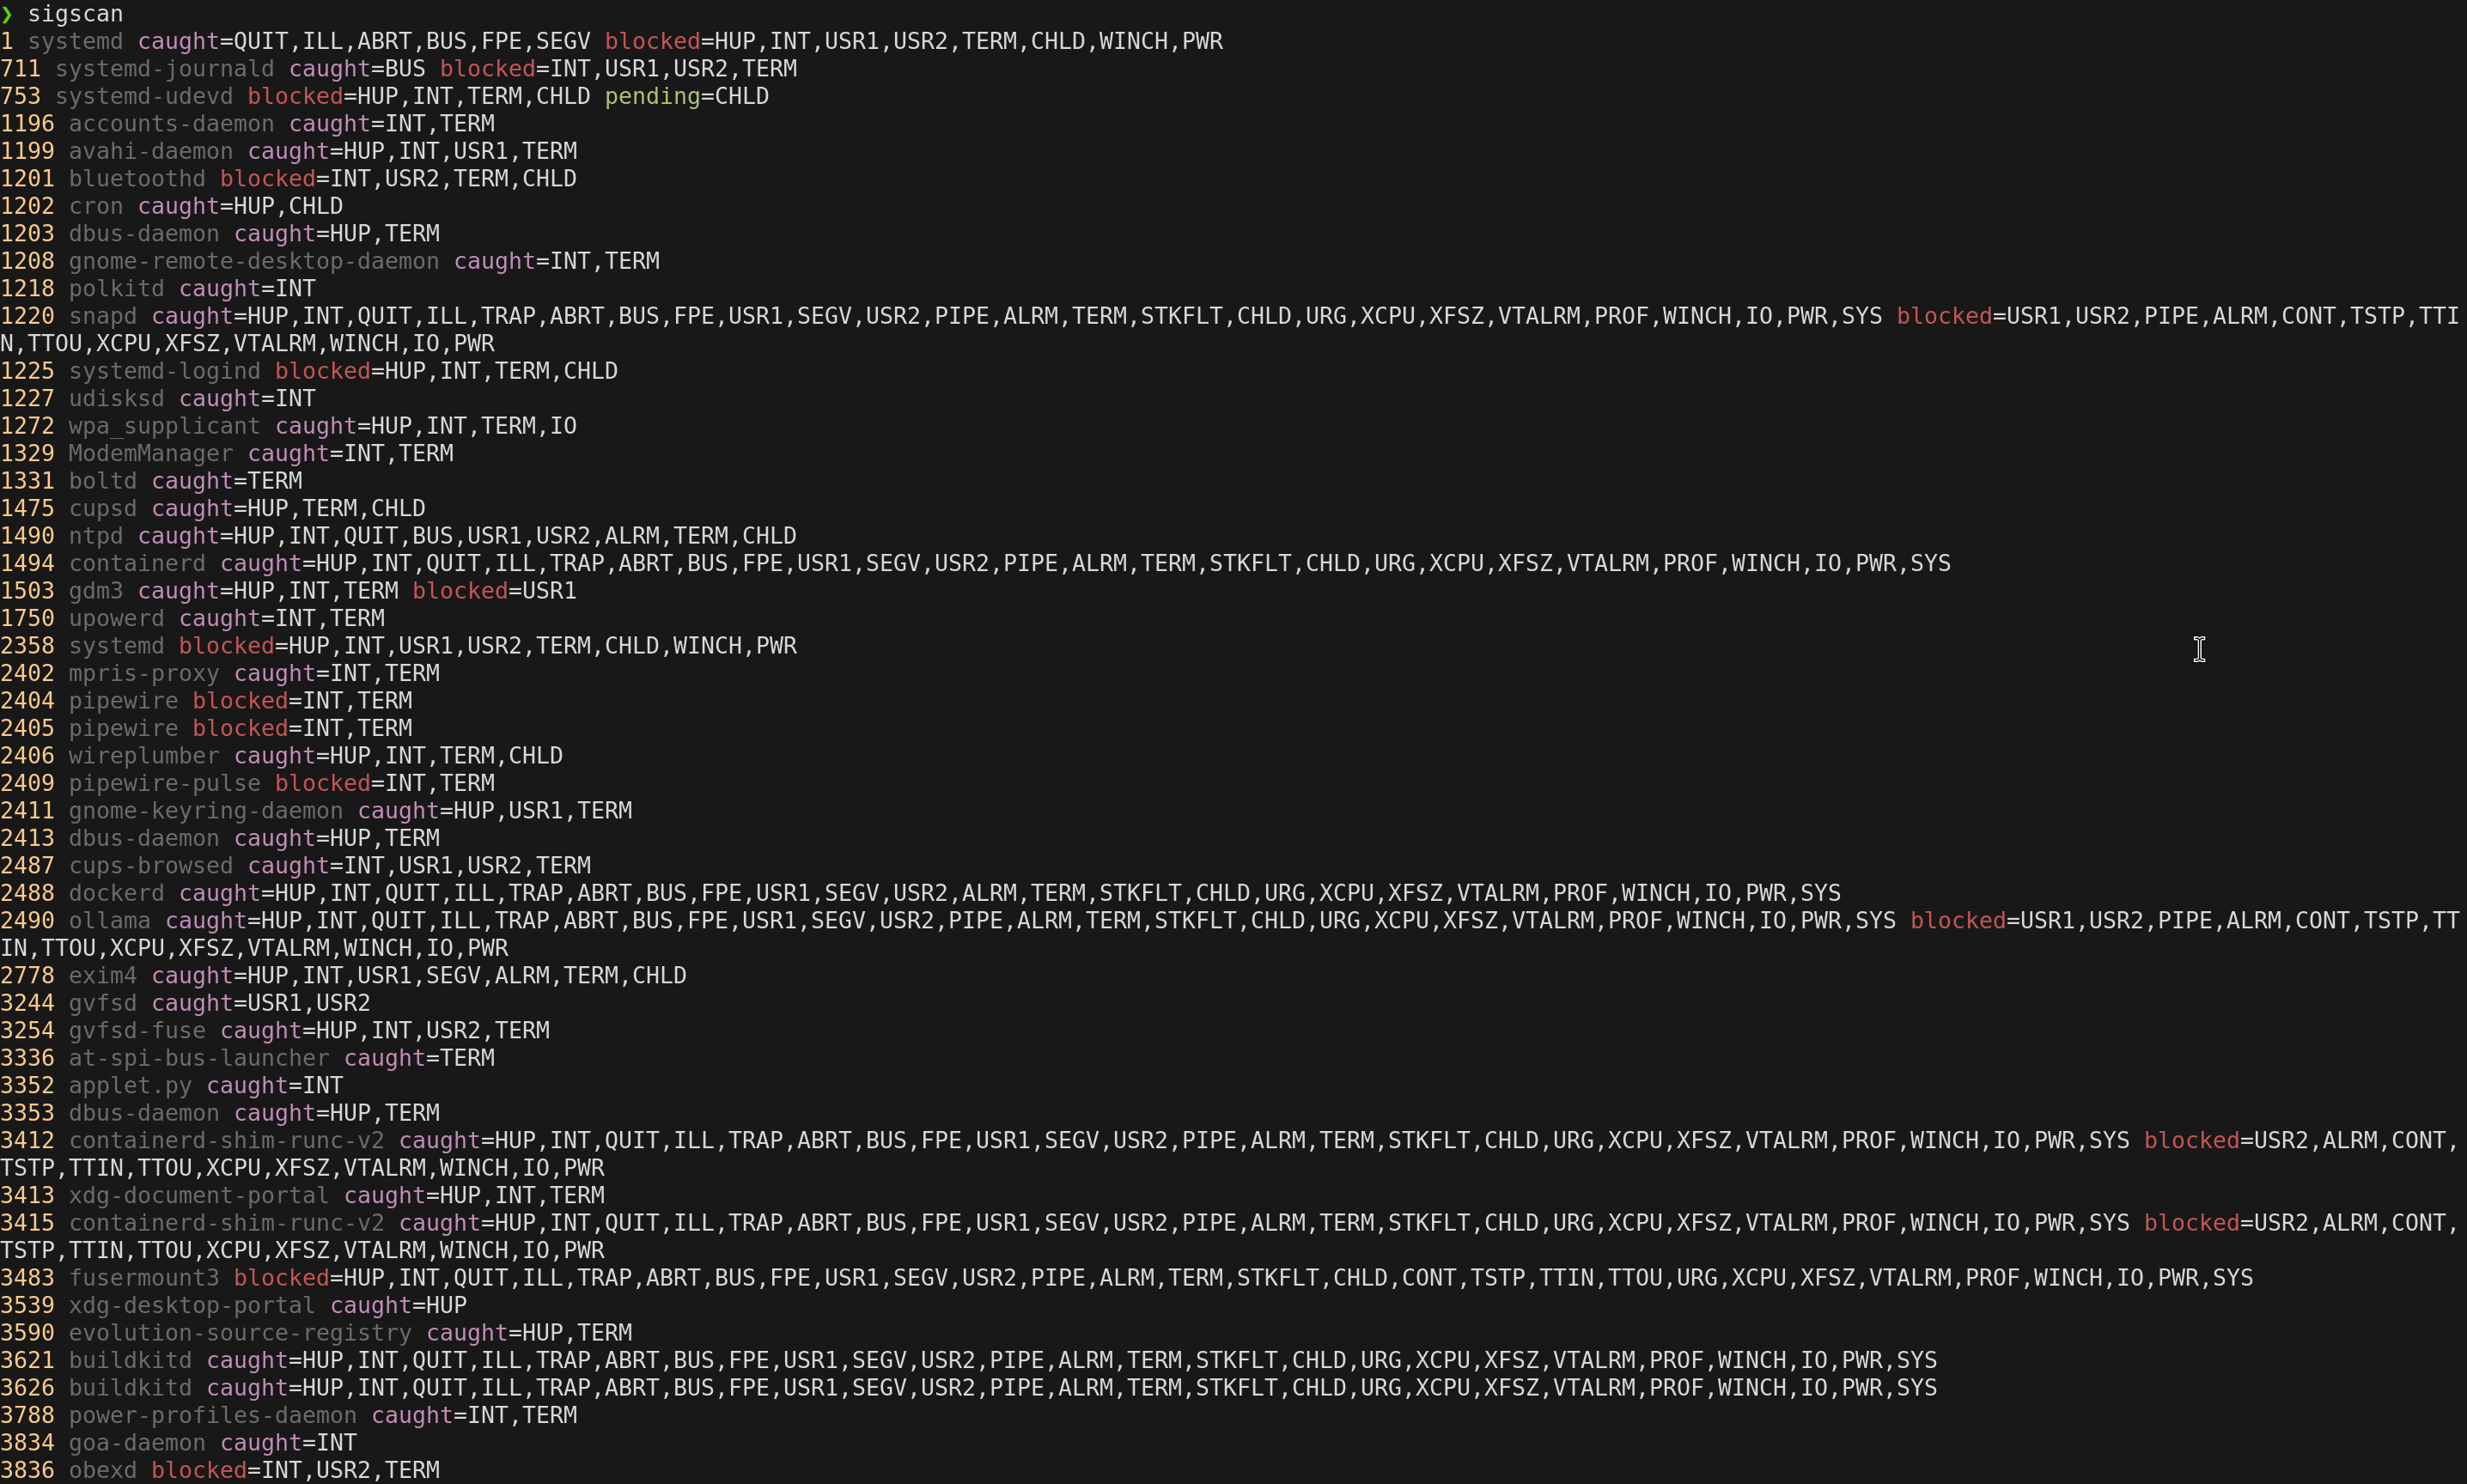 ❯ sigscan
1 systemd caught=QUIT,ILL,ABRT,BUS,FPE,SEGV blocked=HUP,INT,USR1,USR2,TERM,CHLD,WINCH,PWR
711 systemd-journald caught=BUS blocked=INT,USR1,USR2,TERM
753 systemd-udevd blocked=HUP,INT,TERM,CHLD pending=CHLD
1196 accounts-daemon caught=INT,TERM
1199 avahi-daemon caught=HUP,INT,USR1,TERM
1201 bluetoothd blocked=INT,USR2,TERM,CHLD
1202 cron caught=HUP,CHLD
1203 dbus-daemon caught=HUP,TERM
1208 gnome-remote-desktop-daemon caught=INT,TERM
1218 polkitd caught=INT
1220 snapd caught=HUP,INT,QUIT,ILL,TRAP,ABRT,BUS,FPE,USR1,SEGV,USR2,PIPE,ALRM,TERM,STKFLT,CHLD,URG,XCPU,XFSZ,VTALRM,PROF,WINCH,IO,PWR,SYS blocked=USR1,USR2,PIPE,ALRM,CONT,TSTP,TTI
N,TTOU,XCPU,XFSZ,VTALRM,WINCH,IO,PWR
1225 systemd-logind blocked=HUP,INT,TERM,CHLD
1227 udisksd caught=INT
1272 wpa_supplicant caught=HUP,INT,TERM,IO
1329 ModemManager caught=INT,TERM
1331 boltd caught=TERM
1475 cupsd caught=HUP,TERM,CHLD
1490 ntpd caught=HUP,INT,QUIT,BUS,USR1,USR2,ALRM,TERM,CHLD
1494 containerd caught=HUP,INT,QUIT,ILL,TRAP,ABRT,BUS,FPE,USR1,SEGV,USR2,PIPE,ALRM,TERM,STKFLT,CHLD,URG,XCPU,XFSZ,VTALRM,PROF,WINCH,IO,PWR,SYS
1503 gdm3 caught=HUP,INT,TERM blocked=USR1
1750 upowerd caught=INT,TERM
2358 systemd blocked=HUP,INT,USR1,USR2,TERM,CHLD,WINCH,PWR
2402 mpris-proxy caught=INT,TERM
2404 pipewire blocked=INT,TERM
2405 pipewire blocked=INT,TERM
2406 wireplumber caught=HUP,INT,TERM,CHLD
2409 pipewire-pulse blocked=INT,TERM
2411 gnome-keyring-daemon caught=HUP,USR1,TERM
2413 dbus-daemon caught=HUP,TERM
2487 cups-browsed caught=INT,USR1,USR2,TERM
2488 dockerd caught=HUP,INT,QUIT,ILL,TRAP,ABRT,BUS,FPE,USR1,SEGV,USR2,ALRM,TERM,STKFLT,CHLD,URG,XCPU,XFSZ,VTALRM,PROF,WINCH,IO,PWR,SYS
2490 ollama caught=HUP,INT,QUIT,ILL,TRAP,ABRT,BUS,FPE,USR1,SEGV,USR2,PIPE,ALRM,TERM,STKFLT,CHLD,URG,XCPU,XFSZ,VTALRM,PROF,WINCH,IO,PWR,SYS blocked=USR1,USR2,PIPE,ALRM,CONT,TSTP,TT
IN,TTOU,XCPU,XFSZ,VTALRM,WINCH,IO,PWR
2778 exim4 caught=HUP,INT,USR1,SEGV,ALRM,TERM,CHLD
3244 gvfsd caught=USR1,USR2
3254 gvfsd-fuse caught=HUP,INT,USR2,TERM
3336 at-spi-bus-launcher caught=TERM
3352 applet.py caught=INT
3353 dbus-daemon caught=HUP,TERM
3412 containerd-shim-runc-v2 caught=HUP,INT,QUIT,ILL,TRAP,ABRT,BUS,FPE,USR1,SEGV,USR2,PIPE,ALRM,TERM,STKFLT,CHLD,URG,XCPU,XFSZ,VTALRM,PROF,WINCH,IO,PWR,SYS blocked=USR2,ALRM,CONT,
TSTP,TTIN,TTOU,XCPU,XFSZ,VTALRM,WINCH,IO,PWR
3413 xdg-document-portal caught=HUP,INT,TERM
3415 containerd-shim-runc-v2 caught=HUP,INT,QUIT,ILL,TRAP,ABRT,BUS,FPE,USR1,SEGV,USR2,PIPE,ALRM,TERM,STKFLT,CHLD,URG,XCPU,XFSZ,VTALRM,PROF,WINCH,IO,PWR,SYS blocked=USR2,ALRM,CONT,
TSTP,TTIN,TTOU,XCPU,XFSZ,VTALRM,WINCH,IO,PWR
3483 fusermount3 blocked=HUP,INT,QUIT,ILL,TRAP,ABRT,BUS,FPE,USR1,SEGV,USR2,PIPE,ALRM,TERM,STKFLT,CHLD,CONT,TSTP,TTIN,TTOU,URG,XCPU,XFSZ,VTALRM,PROF,WINCH,IO,PWR,SYS
3539 xdg-desktop-portal caught=HUP
3590 evolution-source-registry caught=HUP,TERM
3621 buildkitd caught=HUP,INT,QUIT,ILL,TRAP,ABRT,BUS,FPE,USR1,SEGV,USR2,PIPE,ALRM,TERM,STKFLT,CHLD,URG,XCPU,XFSZ,VTALRM,PROF,WINCH,IO,PWR,SYS
3626 buildkitd caught=HUP,INT,QUIT,ILL,TRAP,ABRT,BUS,FPE,USR1,SEGV,USR2,PIPE,ALRM,TERM,STKFLT,CHLD,URG,XCPU,XFSZ,VTALRM,PROF,WINCH,IO,PWR,SYS
3788 power-profiles-daemon caught=INT,TERM
3834 goa-daemon caught=INT
3836 obexd blocked=INT,USR2,TERM